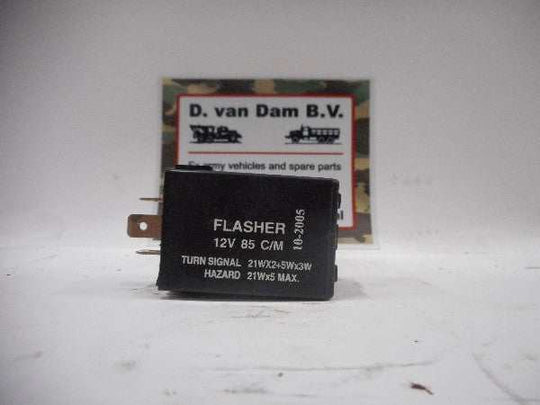 D. van Dam B.V.
army vehicles and spare parts
FLASHER
12V 85 C/M
10-2005
TURN SIGNAL 21WX2+5Wx3W
HAZARD 21Wx5 MAX.